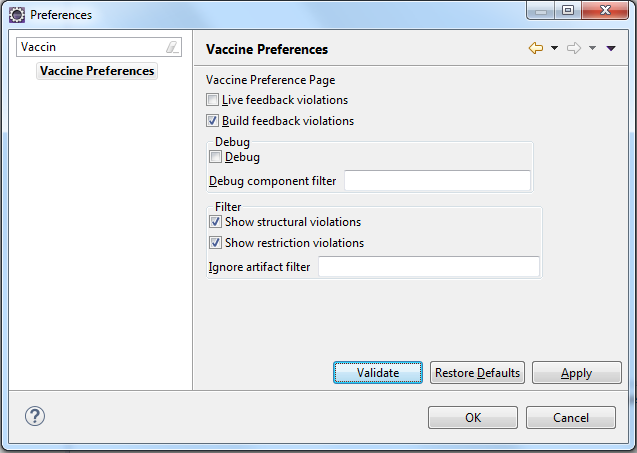 Preferences
Vaccin
Vaccine Preferences
Vaccine Preferences
Vaccine Preference Page
Live feedback violations
Build feedback violations
Debug
Debug
Debug component filter
Filter
Show structural violations
Show restriction violations
Ignore artifact filter
Validate Restore Defaults Apply
? OK Cancel